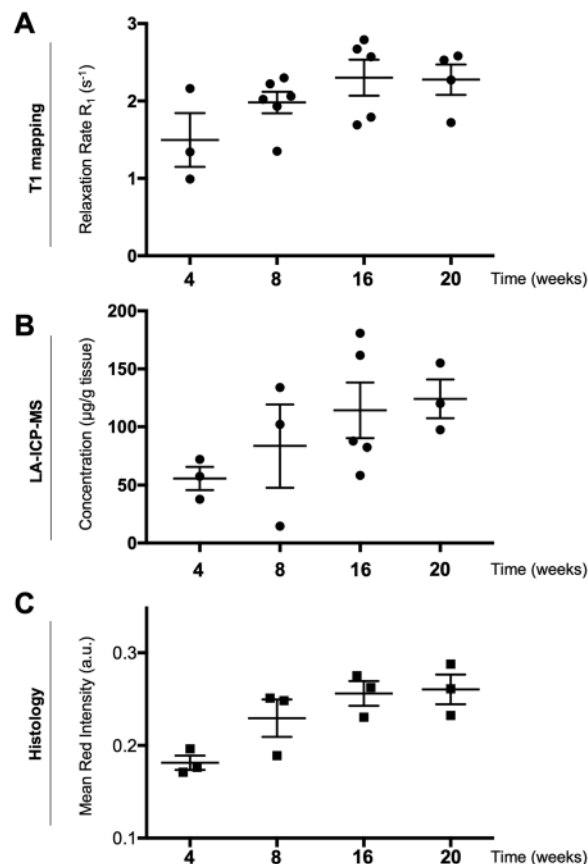 A
T1 mapping
Relaxation Rate R₁ (s⁻¹)
3
2
1
0
4 8 16 20 Time (weeks)
B
LA-ICP-MS
Concentration (µg/g tissue)
200
150
100
50
0
4 8 16 20 Time (weeks)
C
Histology
Mean Red Intensity (a.u.)
0.3
0.2
0.1
4 8 16 20 Time (weeks)